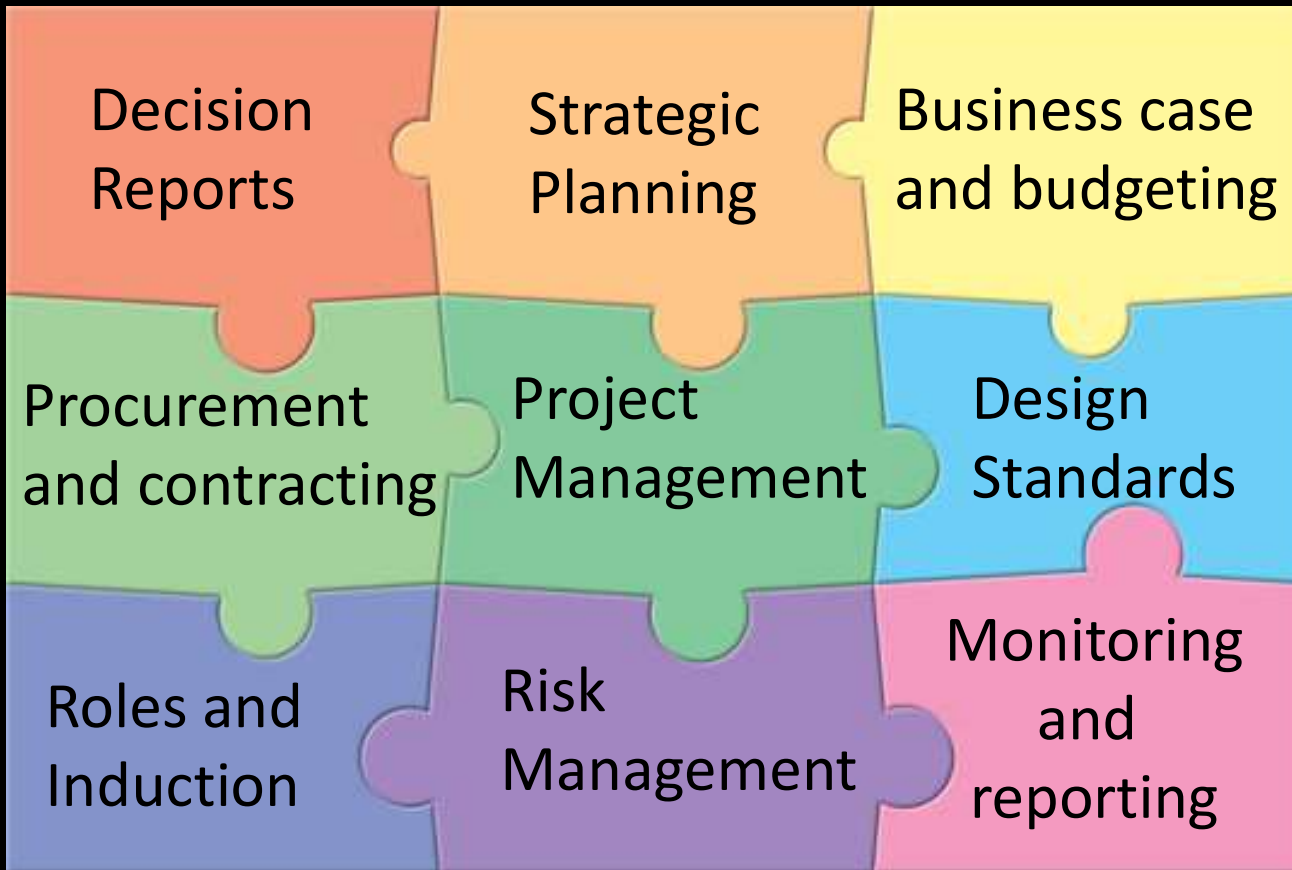 Decision
Reports
Strategic
Planning
Business case
and budgeting
Procurement
and contracting
Project
Management
Design
Standards
Roles and
Induction
Risk
Management
Monitoring
and
reporting